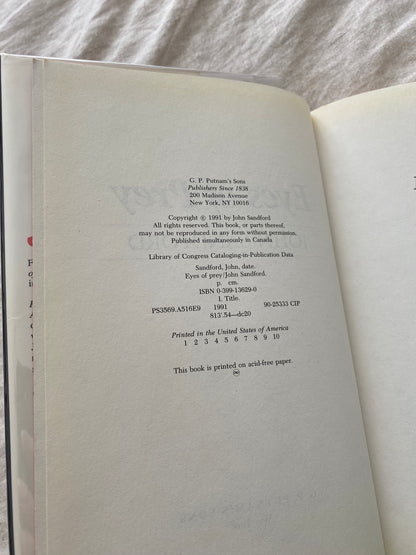 G. P. Putnam's Sons
Publishers Since 1838
200 Madison Avenue
New York, NY 10016
Copyright © 1991 by John Sandford
All rights reserved. This book, or parts thereof,
may not be reproduced in any form without permission.
Published simultaneously in Canada
Library of Congress Cataloging-in-Publication Data
Sandford, John, date.
Eyes of prey/John Sandford.
p. cm.
ISBN 0-399-13629-0
I. Title.
PS3569.A516E9 1991 90-25333 CIP
813'.54—dc20
Printed in the United States of America
1 2 3 4 5 6 7 8 9 10
This book is printed on acid-free paper.
♾